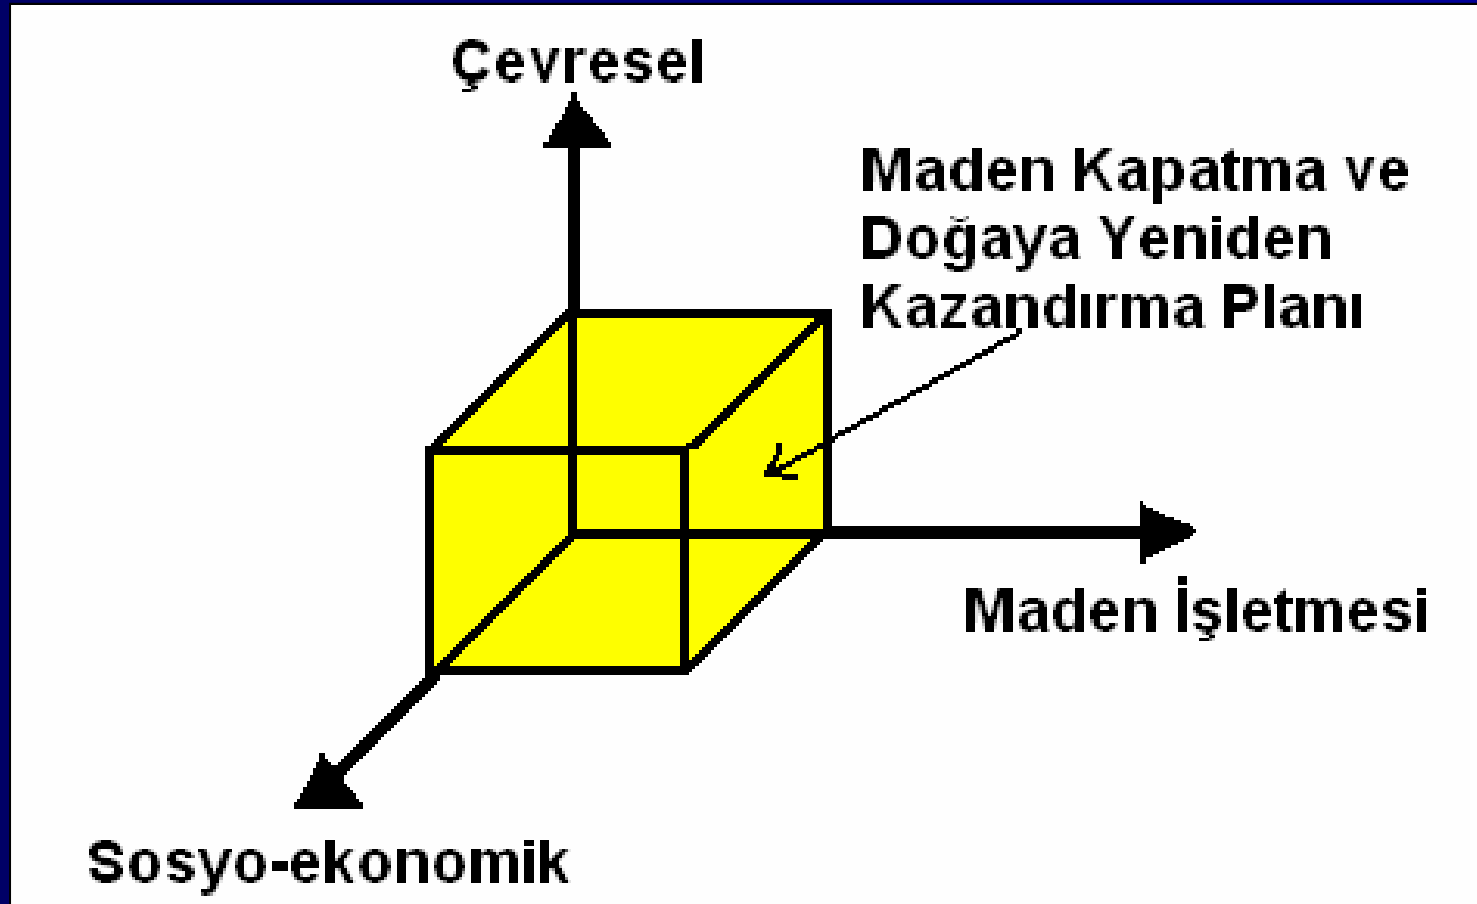 Çevresel
Maden Kapatma ve
Doğaya Yeniden
Kazandırma Planı
Maden İşletmesi
Sosyo-ekonomik